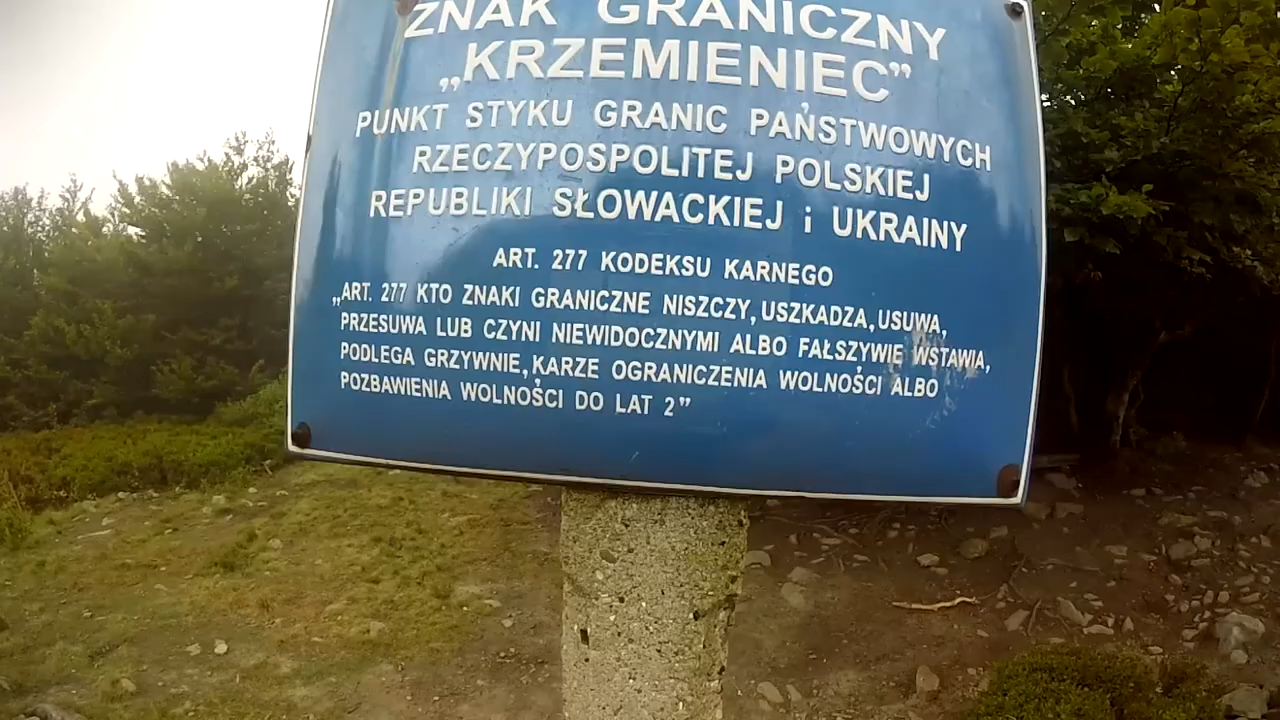 ZNAK GRANICZNY
„KRZEMIENIEC”
PUNKT STYKU GRANIC PAŃSTWOWYCH
RZECZYPOSPOLITEJ POLSKIEJ
REPUBLIKI SŁOWACKIEJ i UKRAINY
ART. 277 KODEKSU KARNEGO
„ART. 277 KTO ZNAKI GRANICZNE NISZCZY, USZKADZA, USUWA,
PRZESUWA LUB CZYNI NIEWIDOCZNYMI ALBO FAŁSZYWIE WSTAWIA,
PODLEGA GRZYWNIE, KARZE OGRANICZENIA WOLNOŚCI ALBO
POZBAWIENIA WOLNOŚCI DO LAT 2”